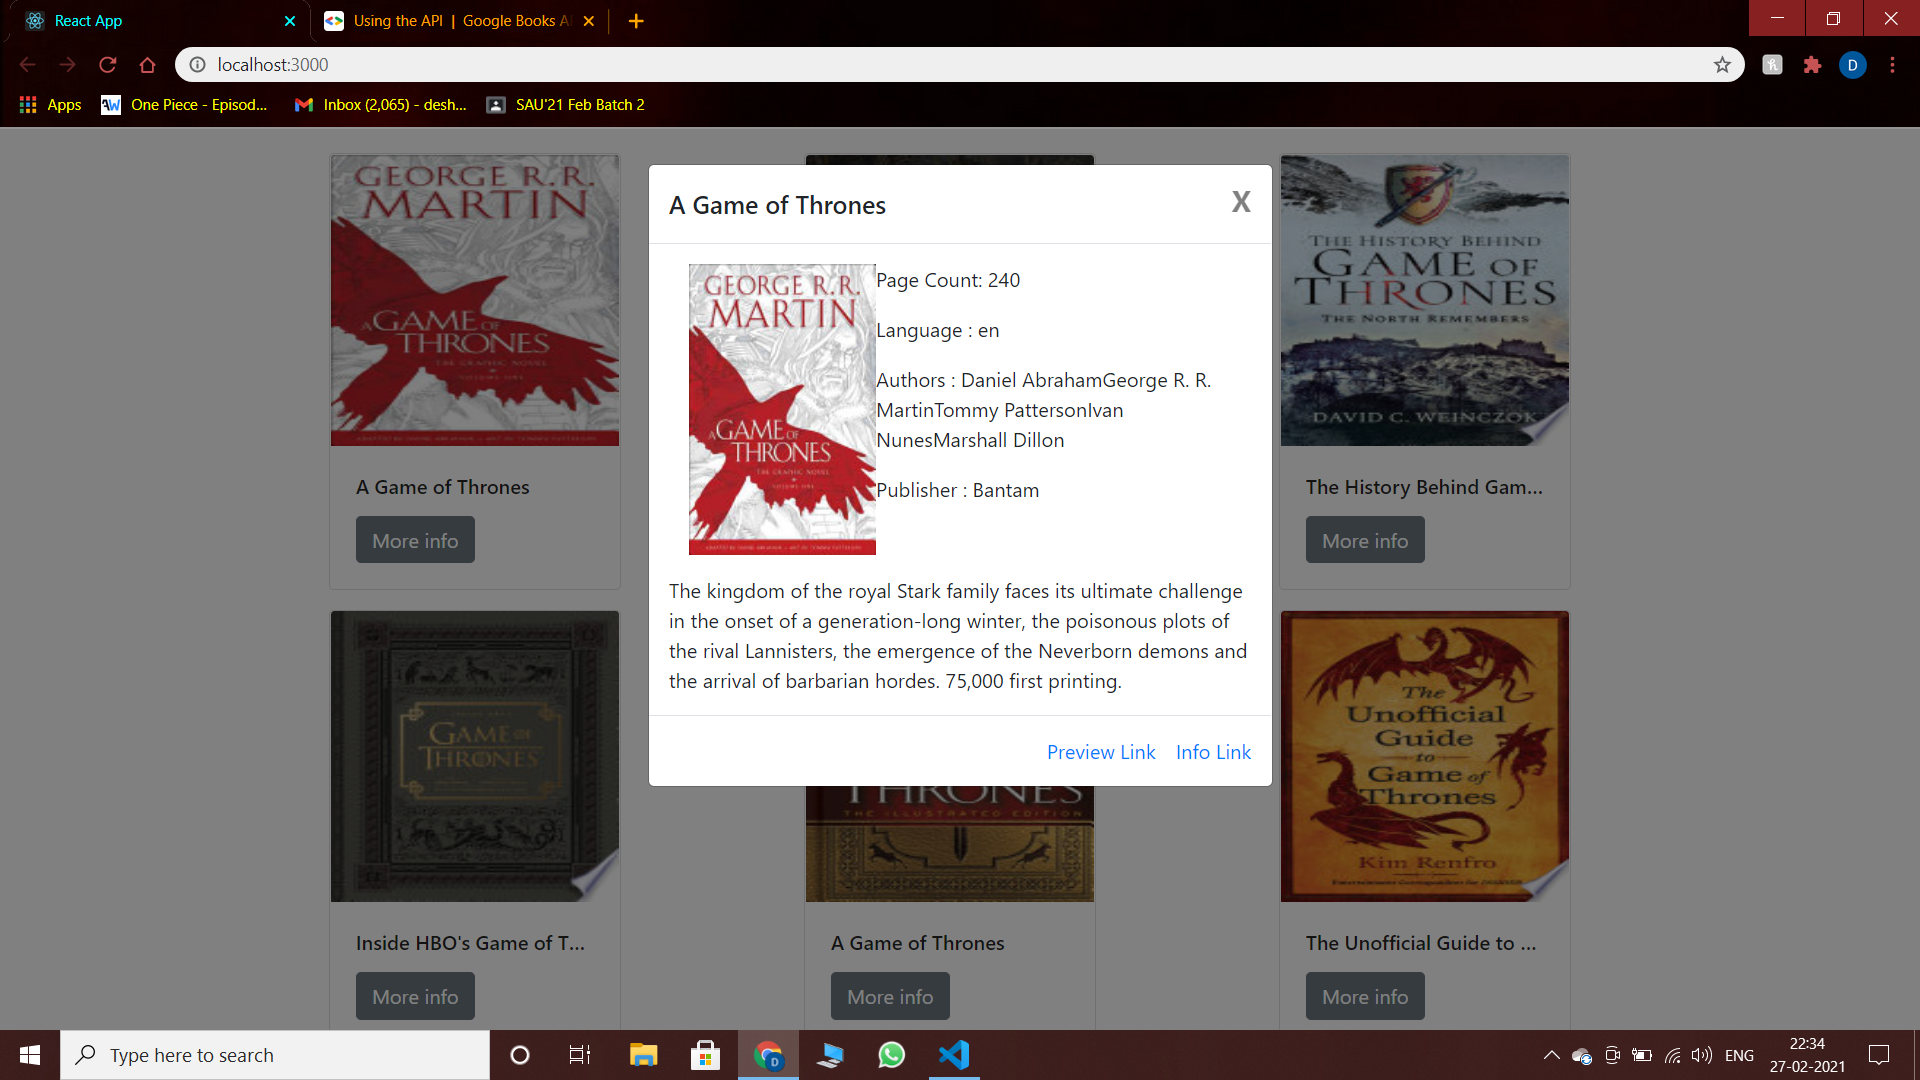 React App
Using the API | Google Books A
localhost:3000
D
Apps
One Piece - Episod...
Inbox (2,065) - desh...
SAU'21 Feb Batch 2
GEORGE R.R.
MARTIN
A GAME OF
THRONES
THE GRAPHIC NOVEL
VOLUME ONE
A Game of Thrones
More info
A Game of Thrones
X
GEORGE R.R.
MARTIN
A GAME OF
THRONES
THE GRAPHIC NOVEL
VOLUME ONE
Page Count: 240
Language : en
Authors : Daniel AbrahamGeorge R. R.
MartinTommy PattersonIvan
NunesMarshall Dillon
Publisher : Bantam
The kingdom of the royal Stark family faces its ultimate challenge
in the onset of a generation-long winter, the poisonous plots of
the rival Lannisters, the emergence of the Neverborn demons and
the arrival of barbarian hordes. 75,000 first printing.
Preview Link Info Link
THE HISTORY BEHIND
GAME OF
THRONES
THE NORTH REMEMBERS
DAVID C. WEINCZOK
The History Behind Gam...
More info
GAME OF
THRONES
Inside HBO's Game of T...
More info
THRONES
THE ILLUSTRATED EDITION
A Game of Thrones
More info
The
Unofficial
Guide
to
Game of
Thrones
Kim Renfro
The Unofficial Guide to ...
More info
Type here to search
D
ENG
22:34
27-02-2021